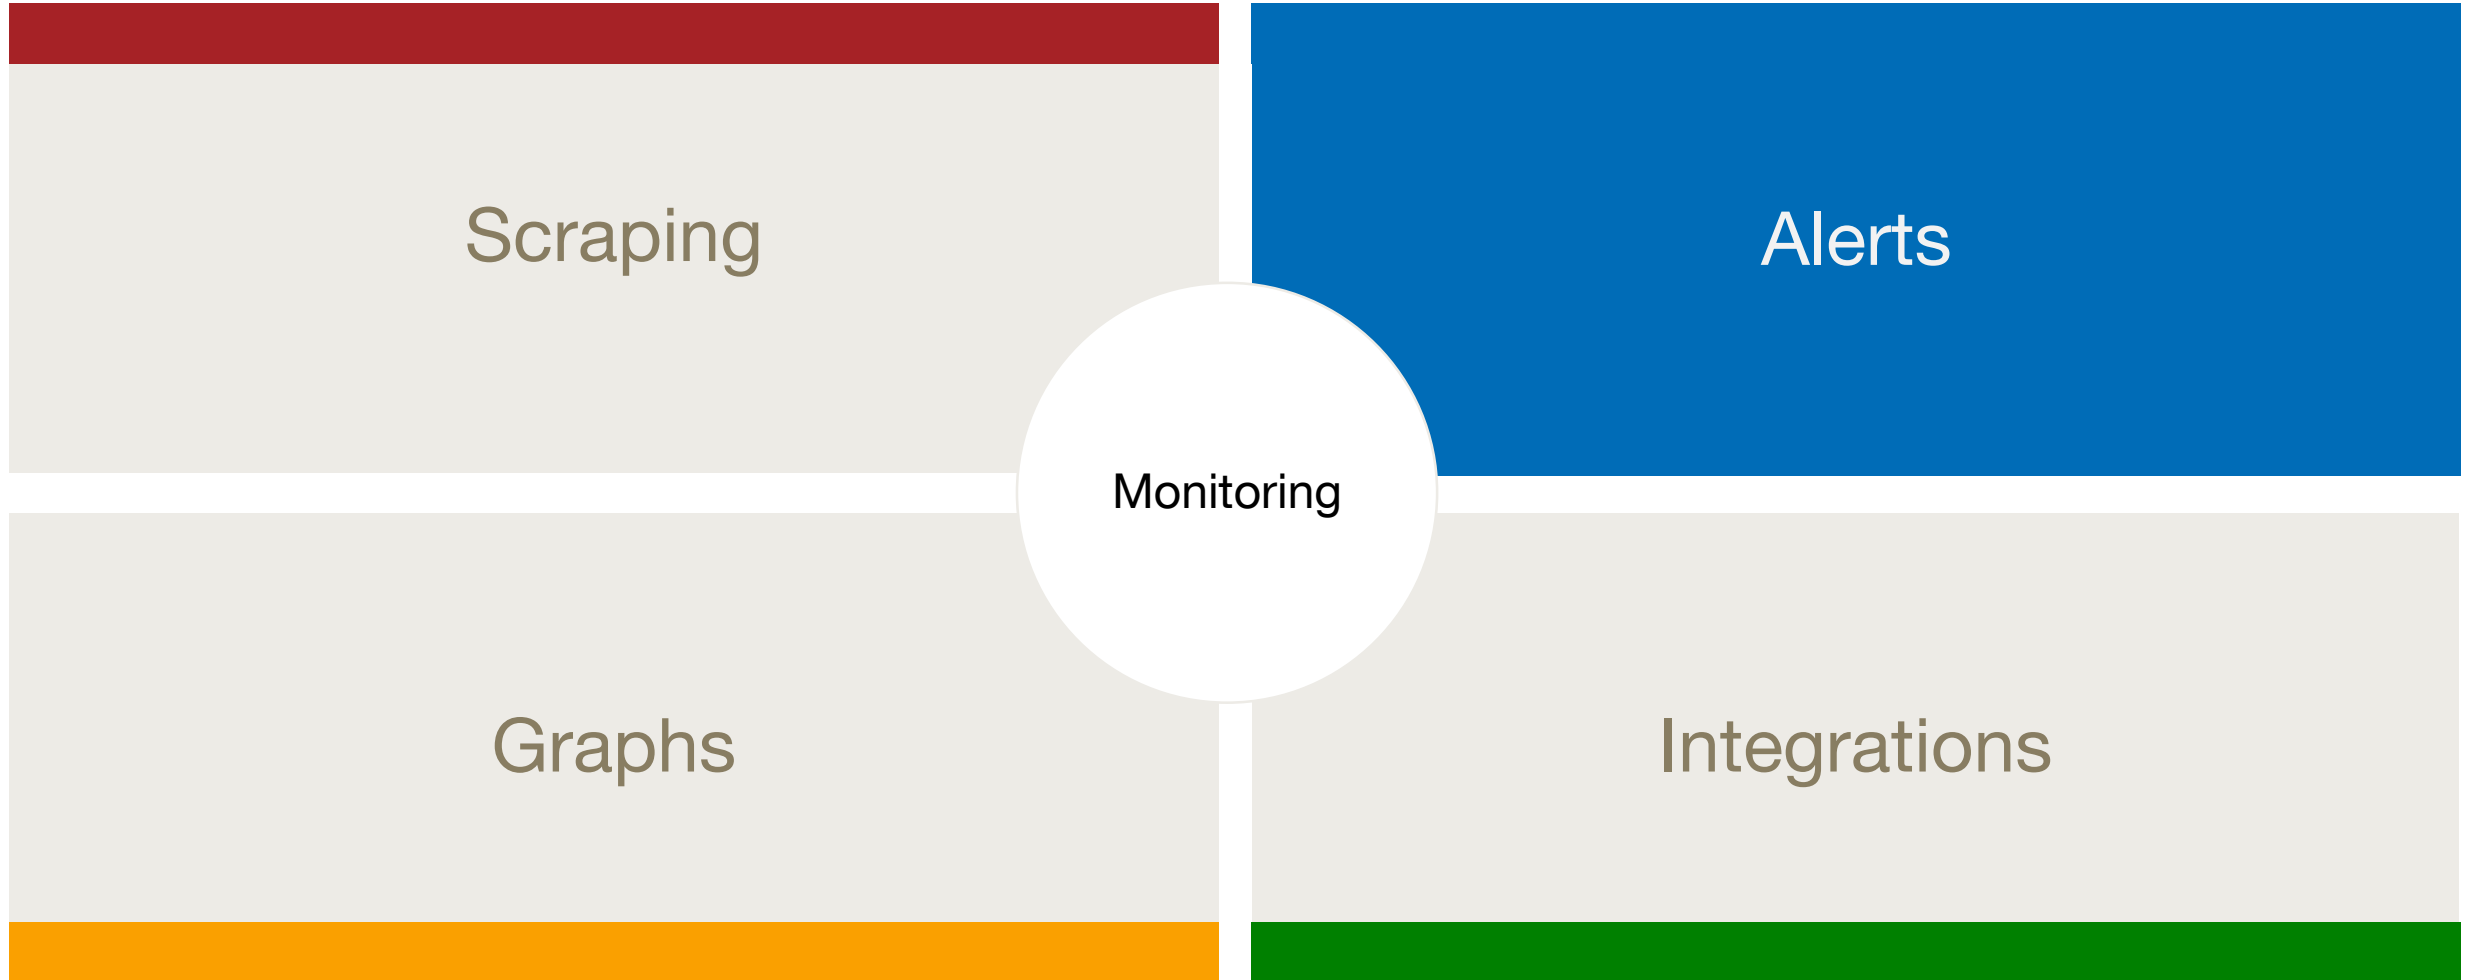 Scraping
Alerts
Monitoring
Graphs
Integrations